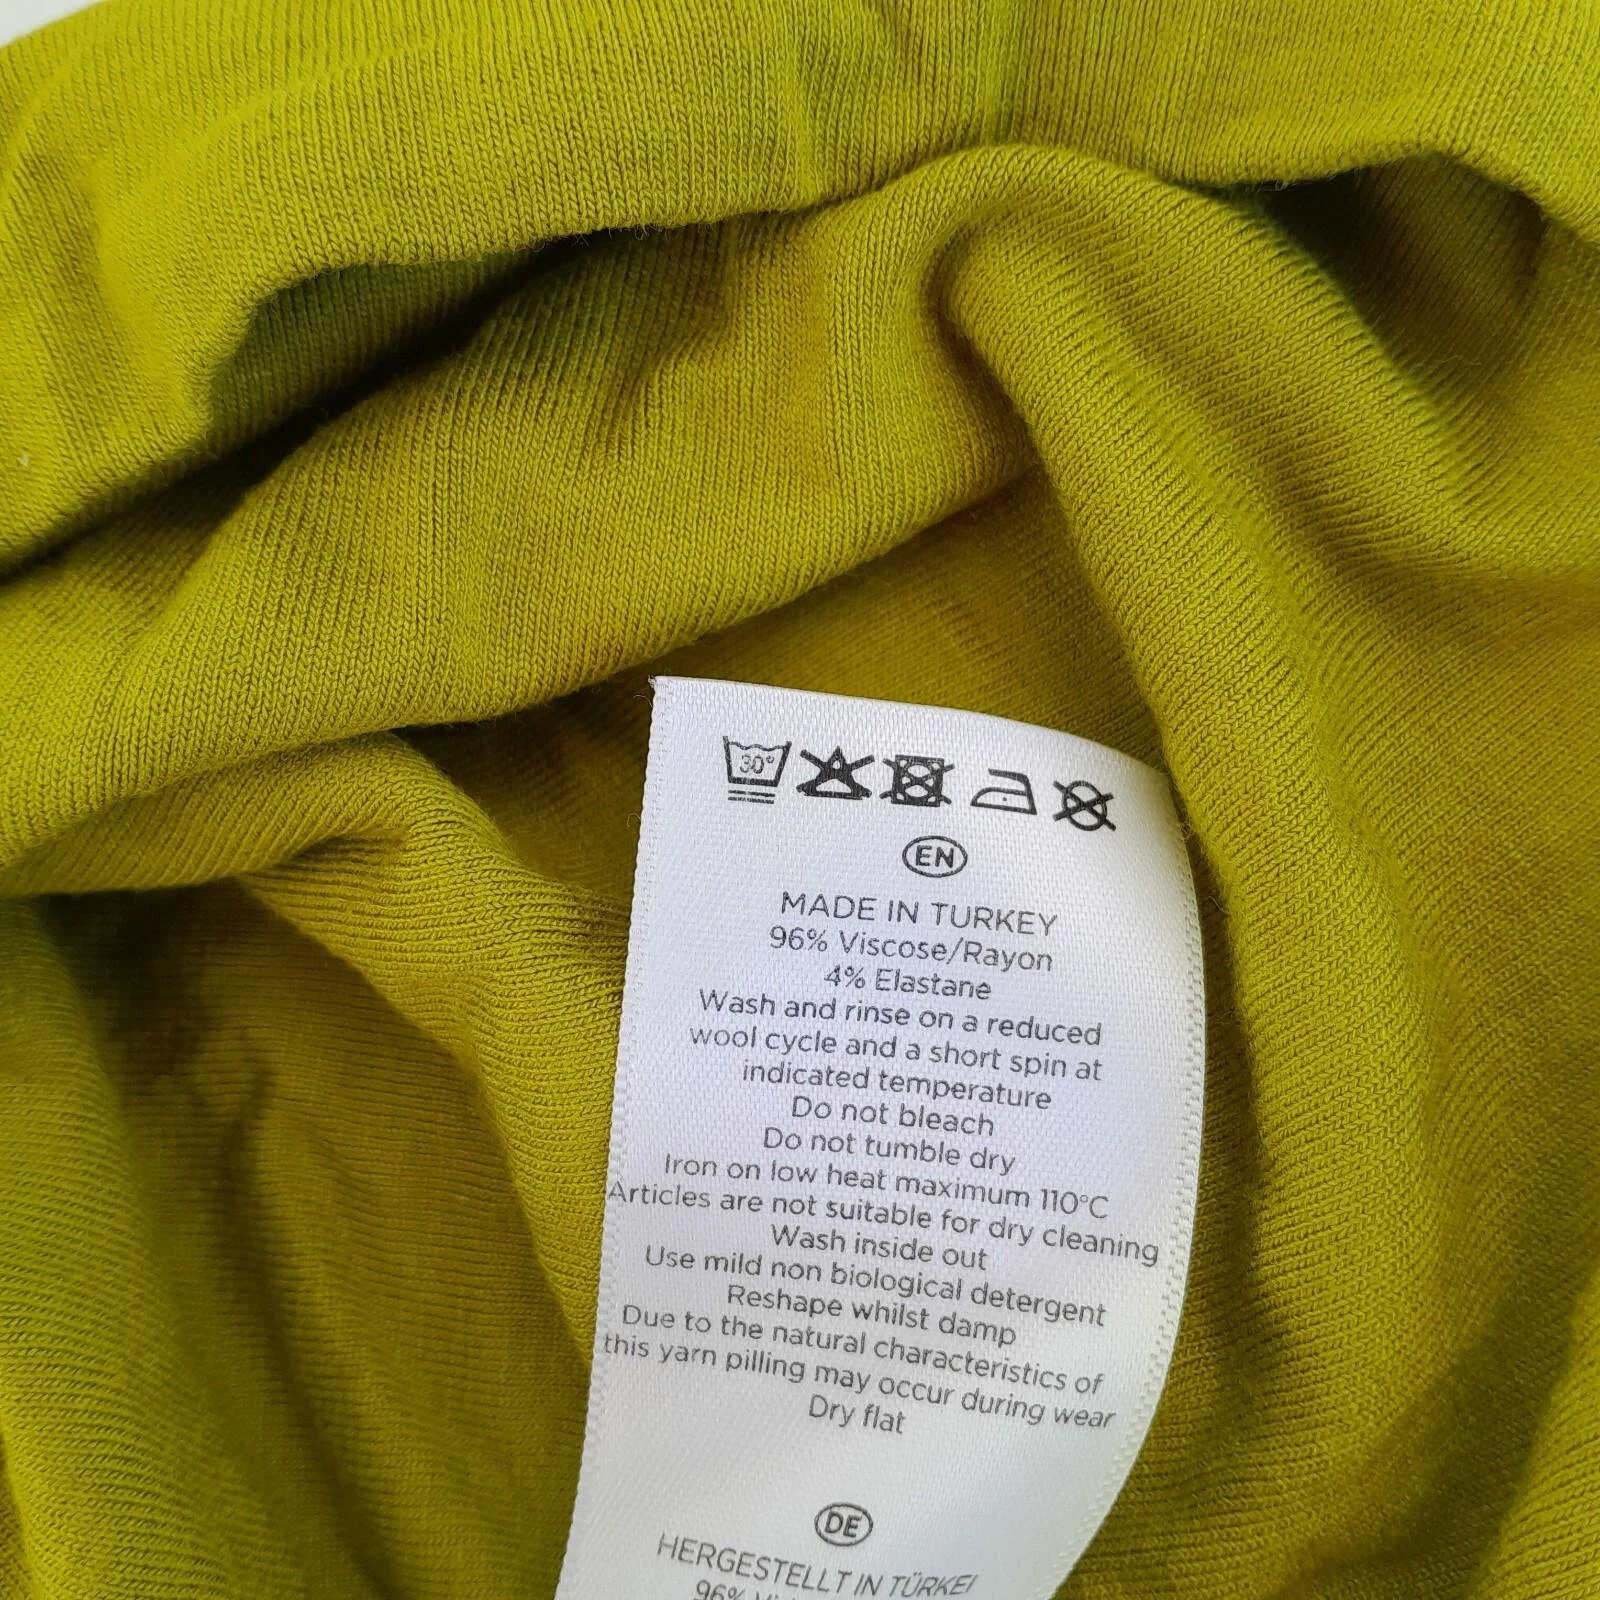 30°
EN
MADE IN TURKEY
96% Viscose/Rayon
4% Elastane
Wash and rinse on a reduced
wool cycle and a short spin at
indicated temperature
Do not bleach
Do not tumble dry
Iron on low heat maximum 110°C
Articles are not suitable for dry cleaning
Wash inside out
Use mild non biological detergent
Reshape whilst damp
Due to the natural characteristics of
this yarn pilling may occur during wear
Dry flat
DE
HERGESTELLT IN TÜRKEI
96%